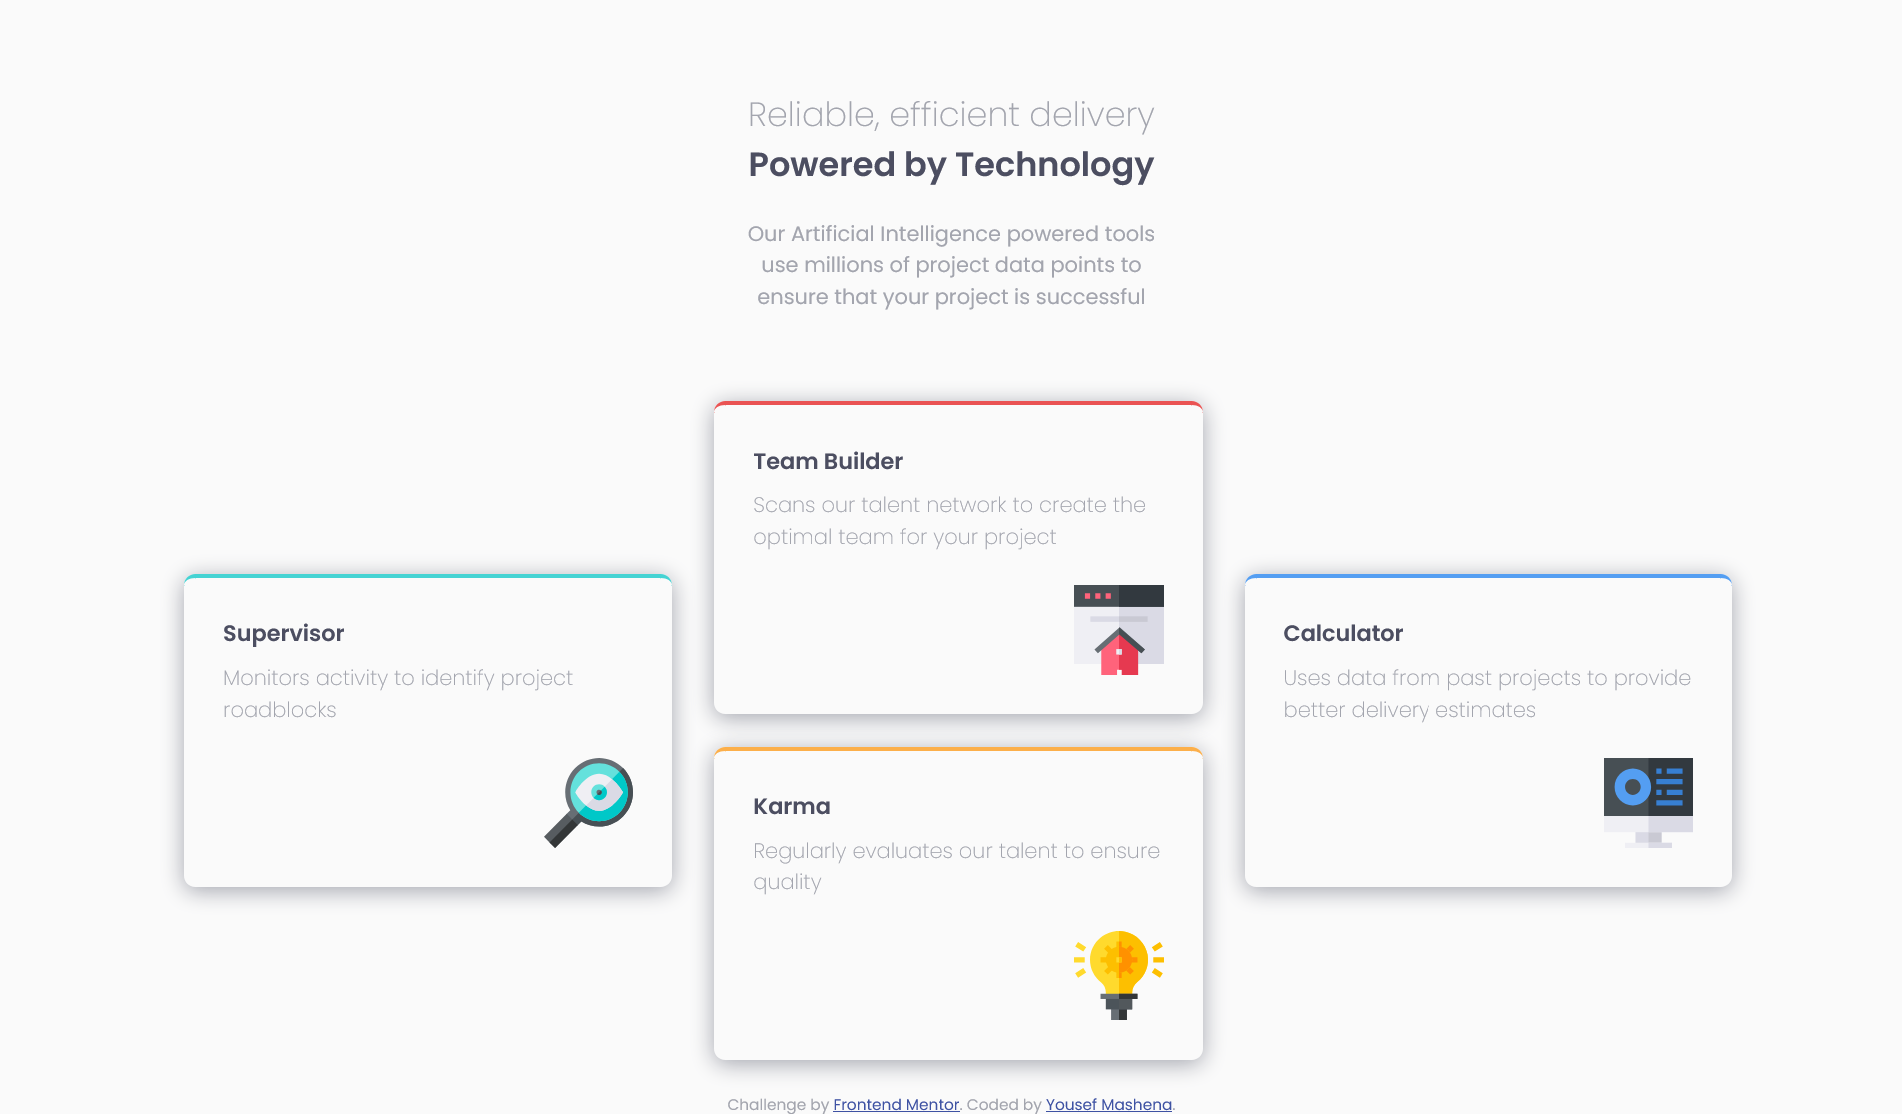 Reliable, efficient delivery
Powered by Technology
Our Artificial Intelligence powered tools
use millions of project data points to
ensure that your project is successful
Team Builder
Scans our talent network to create the
optimal team for your project
Supervisor
Monitors activity to identify project
roadblocks
Calculator
Uses data from past projects to provide
better delivery estimates
Karma
Regularly evaluates our talent to ensure
quality
Challenge by Frontend Mentor. Coded by Yousef Mashena.